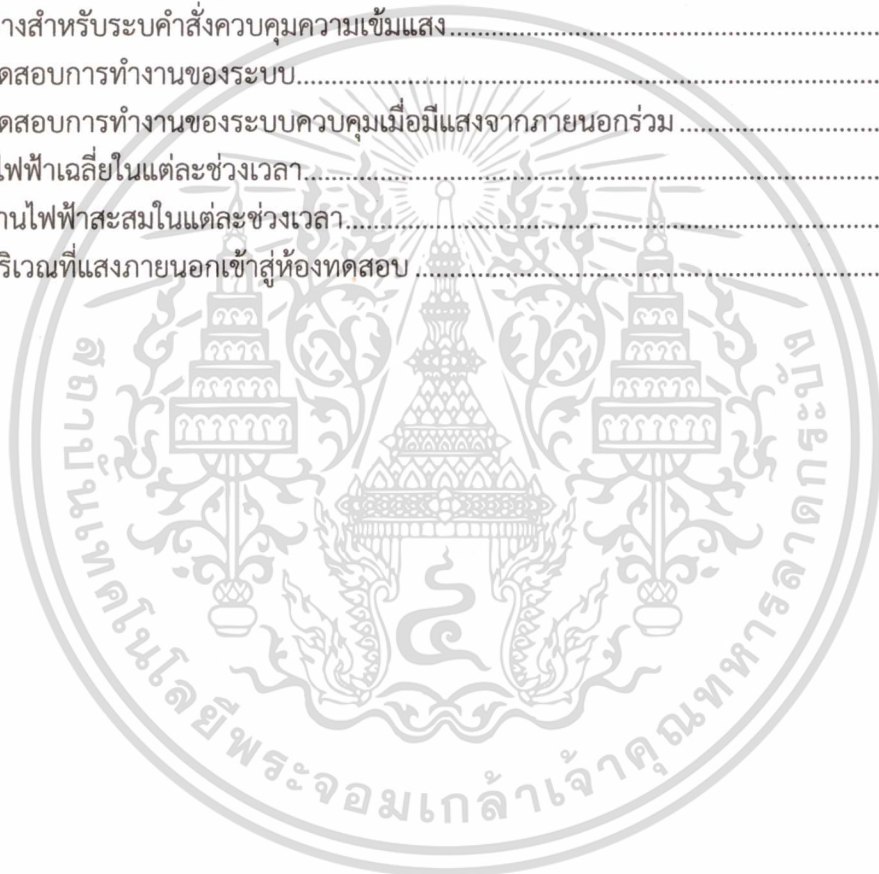 างสำหรับระบุคำสั่งควบคุมความเข้มแสง
ดสอบการทำงานของระบบ
ดสอบการทำงานของระบบควบคุมเมื่อมีแสงจากภายนอกร่วม
ไฟฟ้าเฉลี่ยในแต่ละช่วงเวลา
านไฟฟ้าสะสมในแต่ละช่วงเวลา
ริเวณที่แสงภายนอกเข้าสู่ห้องทดสอบ
สถาบันเทคโนโลยีพระจอมเกล้าเจ้าคุณทหารลาดกระบัง